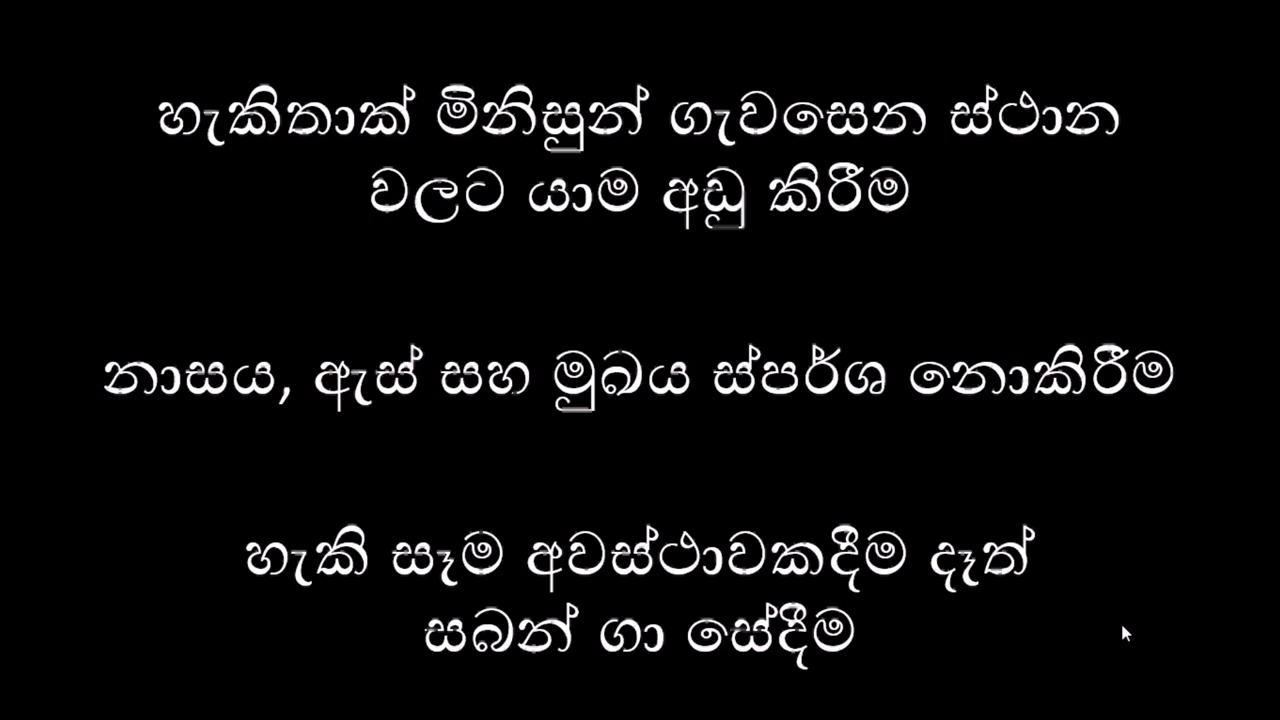 හැකිතාක් මිනිසුන් ගැවසෙන ස්ථාන
වලට යාම අඩු කිරීම
නාසය, ඇස් සහ මුඛය ස්පර්ශ නොකිරීම
හැකි සෑම අවස්ථාවකදීම දෑත්
සබන් ගා සේදීම